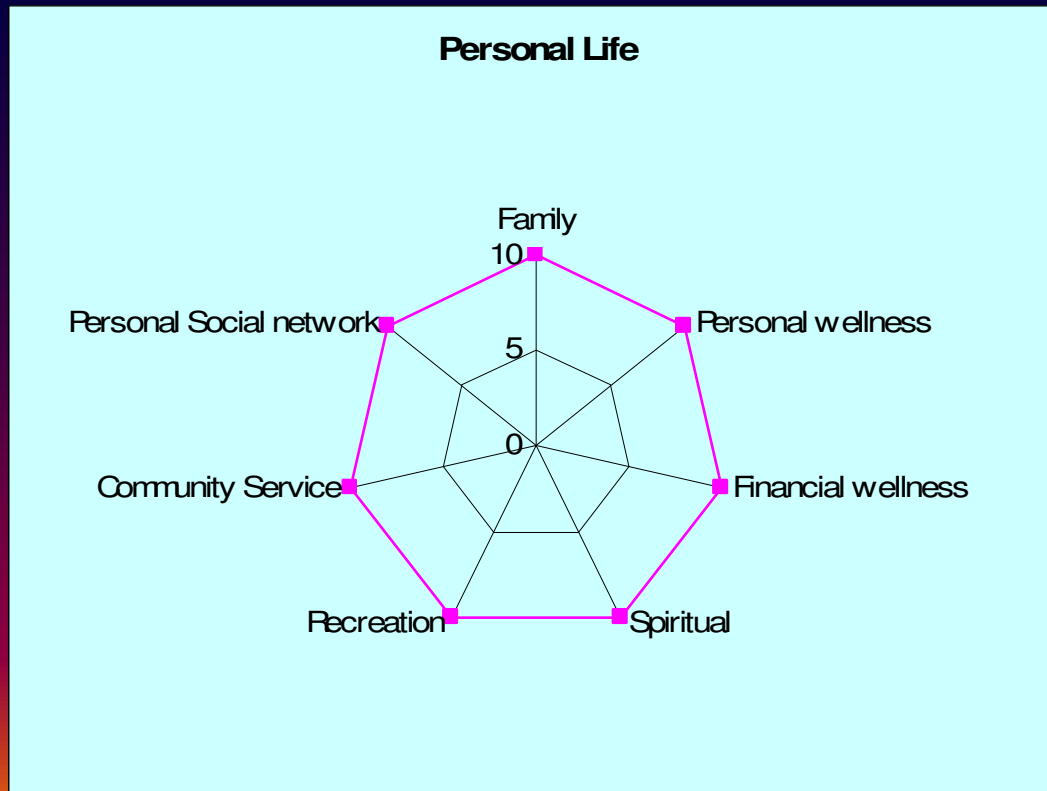 Personal Life
Family
10
Personal Social network
Personal wellness
5
0
Community Service
Financial wellness
Recreation
Spiritual